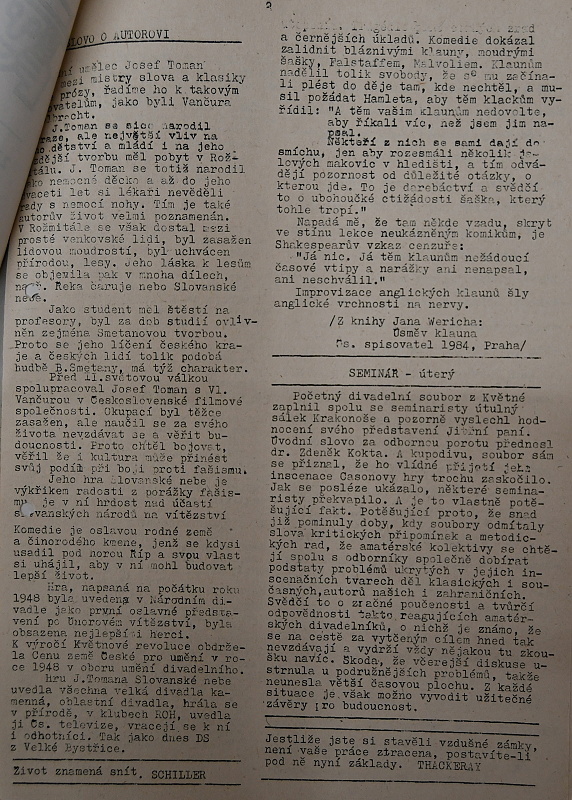 2
SLOVO O AUTOROVI
umělec Josef Toman
mezi mistry slova a klasiky
prózy, řadíme ho k takovým
jako byli Vančura
J.Toman se sice narodil
ale největší vliv na
dětství a mládí i na jeho
tvorbu měl pobyt v Rož-
J. Toman se totiž narodil
jako nemocné děcko a až do jeho
let si lékaři nevěděli
rady s nemocí nohy. Tím je také
autorův život velmi poznamenán.
V Rožmitále se však dostal mezi
prosté venkovské lidi, byl zasažen
lidovou moudrostí, byl uchvácen
přírodou, lesy. Jeho láska k lesům
se objevila pak v mnoha dílech,
Řeka čaruje nebo Slovanské
nebe.
Jako student měl štěstí na
profesory, byl za dob studií ovliv-
něn zejména Smetanovou tvorbou.
Proto se jeho líčení českého kra-
je a českých lidí tolik podobá
hudbě B.Smetany, má týž charakter.
Před II.světovou válkou
spolupracoval Josef Toman s Vl.
Vančurou v Československé filmové
společnosti. Okupací byl těžce
zasažen, ale naučil se za svého
života nevzdávat se a věřit bu-
doucnosti. Proto chtěl bojovat,
věřil že i kultura může přinést
svůj podíl při boji proti fašismu.
Jeho hra Slovanské nebe je
výkřikem radosti z porážky fašis-
mu je v ní hrdost nad účastí
slovanských národů na vítězství
Komedie je oslavou rodné země
a činorodého kmene, jenž se kdysi
usadil pod horou Říp a svou vlast
si uhájil, aby v ní mohl budovat
lepší život.
Hra, napsaná na počátku roku
1948 byla uvedena v Národním di-
vadle jako první oslavné předsta-
vení po Únorovém vítězství, byla
obsazena nejlepšími herci.
K výročí Květnové revoluce obdrže-
la Cenu země České pro umění v ro-
ce 1948 v oboru umění divadelního.
Hru J.Tomana Slovanské nebe
uvedla všechna velká divadla ka-
menná, oblastní divadla, hrála se
v přírodě, v klubech ROH, uvedla
ji Čs. televize, vracejí se k ní
i ochotníci. Tak jako dnes DS
z Velké Bystřice.
Život znamená snít. SCHILLER
a černějších úkladů. Komedie dokázal
zalidnit bláznivými klauny, moudrými
šašky, Falstaffem, Malvoliem. Klaunům
nadělil tolik svobody, že se mu začína-
li plést do děje tam, kde nechtěl, a mu-
sil požádat Hamleta, aby těm klackům vy-
řídil: "A těm vašim klaunům nedovolte,
aby říkali víc, než jsem jim na-
psal.
Někteří z nich se sami dají do
smíchu, jen aby rozesmáli několik ja-
lových makovic v hledišti, a tím odvá-
dějí pozornost od důležité otázky, o
kterou jde. To je darebáctví a svědčí
to o ubohoučké ctižádosti šaška, který
tohle tropí."
Napadá mě, že tam někde vzadu, skryt
ve stínu lekce neukázněným komikům, je
Shakespearův vzkaz cenzuře:
"Já nic. Já těm klaunům nežádoucí
časové vtipy a narážky ani nenapsal,
ani neschválil."
Improvizace anglických klaunů šly
anglické vrchnosti na nervy.
/Z knihy Jana Wericha:
Úsměv klauna
Čs. spisovatel 1984, Praha/
SEMINÁŘ - úterý
Početný divadelní soubor z Květné
zaplnil spolu se seminaristy útulný
sálek Krakonoše a pozorně vyslechl hod-
nocení svého představení Jitřní paní.
Úvodní slovo za odbornou porotu přednesl
dr. Zdeněk Kokta. A kupodivu, soubor sám
se přiznal, že ho vlídné přijetí jeho
inscenace Casonovy hry trochu zaskočilo.
Jak se posléze ukázalo, některé semina-
risty překvapilo. A je to vlastně potě-
šující fakt. Potěšující proto, že snad
již pominuly doby, kdy soubory odmítaly
slova kritických připomínek a metodic-
kých rad, že amatérské kolektivy se chtě-
jí spolu s odborníky společně dobírat
podstaty problémů ukrytých v jejich in-
scenačních tvarech děl klasických i sou-
časných,autorů našich i zahraničních.
Svědčí to o značné poučenosti a tvůrčí
odpovědnosti takto reagujících amatér-
ských divadelníků, o nichž je známo, že
se na cestě za vytčeným cílem hned tak
nevzdávají a vydrží vždy nějakou tu zkou-
šku navíc. Škoda, že včerejší diskuse u-
strnula u podružnějších problémů, takže
neunesla větší časovou plochu. Z každé
situace je však možno vyvodit užitečné
závěry pro budoucnost.
Jestliže jste si stavěli vzdušné zámky,
není vaše práce ztracena, postavíte-li
pod ně nyní základy. THACKERAY